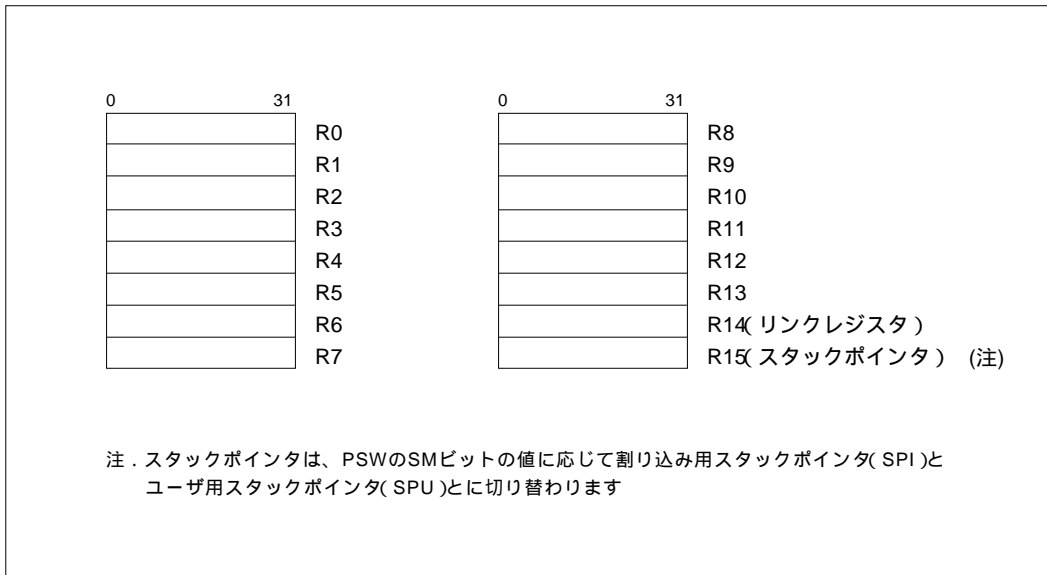 0 31
R0
R1
R2
R3
R4
R5
R6
R7
0 31
R8
R9
R10
R11
R12
R13
R14(リンクレジスタ)
R15(スタックポインタ) (注)
注.スタックポインタは、PSWのSMビットの値に応じて割り込み用スタックポインタ(SPI)と
ユーザ用スタックポインタ(SPU)とに切り替わります